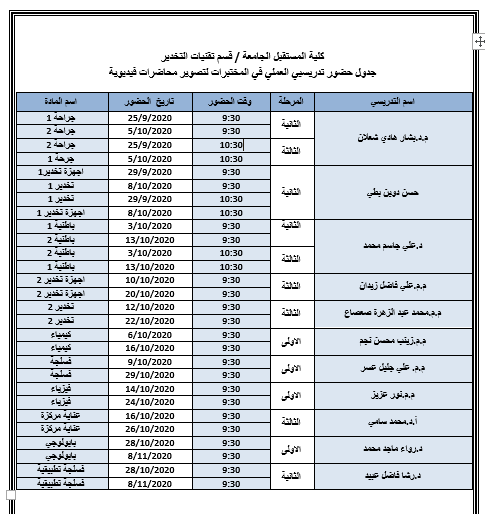 كلية المستقبل الجامعة / قسم تقنيات التخدير
جدول حضور تدريسيي العملي في المختبرات لتصوير محاضرات فيديوية
اسم التدريسي المرحلة وقت الحضور تاريخ الحضور اسم المادة
م.د.بشار هادي شعلان الثانية 9:30 25/9/2020 جراحة 1
9:30 5/10/2020 جراحة 2
الثالثة 10:30 25/9/2020 جراحة 2
10:30 5/10/2020 جرحة 1
حسن دوين بطي الثانية 9:30 29/9/2020 اجهزة تخدير1
9:30 8/10/2020 تخدير 1
10:30 29/9/2020 تخدير 1
10:30 8/10/2020 اجهزة تخدير 1
د.علي جاسم محمد الثانية 9:30 3/10/2020 باطنية 1
9:30 13/10/2020 باطنية 2
الثالثة 10:30 3/10/2020 باطنية 2
10:30 13/10/2020 باطنية 1
م.م.علي فاضل زيدان الثالثة 9:30 10/10/2020 اجهزة تخدير 2
9:30 20/10/2020 اجهزة تخدير 2
م.م.محمد عبد الزهرة صعصاع الثالثة 9:30 12/10/2020 تخدير 2
9:30 22/10/2020 تخدير 2
م.م.زينب محسن نجم الاولى 9:30 6/10/2020 كيمياء
9:30 16/10/2020 كيمياء
م.م. علي جليل عسر الاولى 9:30 9/10/2020 فسلجة
9:30 29/10/2020 فسلجة
م.م.نور عزيز الاولى 9:30 14/10/2020 فيزياء
9:30 24/10/2020 فيزياء
أ.د.محمد سامي الثالثة 9:30 16/10/2020 عناية مركزة
9:30 26/10/2020 عناية مركزة
د.رواء ماجد محمد الاولى 9:30 28/10/2020 بايولوجي
9:30 8/11/2020 بايولوجي
د.رشا فاضل عبيد الثانية 9:30 28/10/2020 فسلجة تطبيقية
9:30 8/11/2020 فسلجة تطبيقية